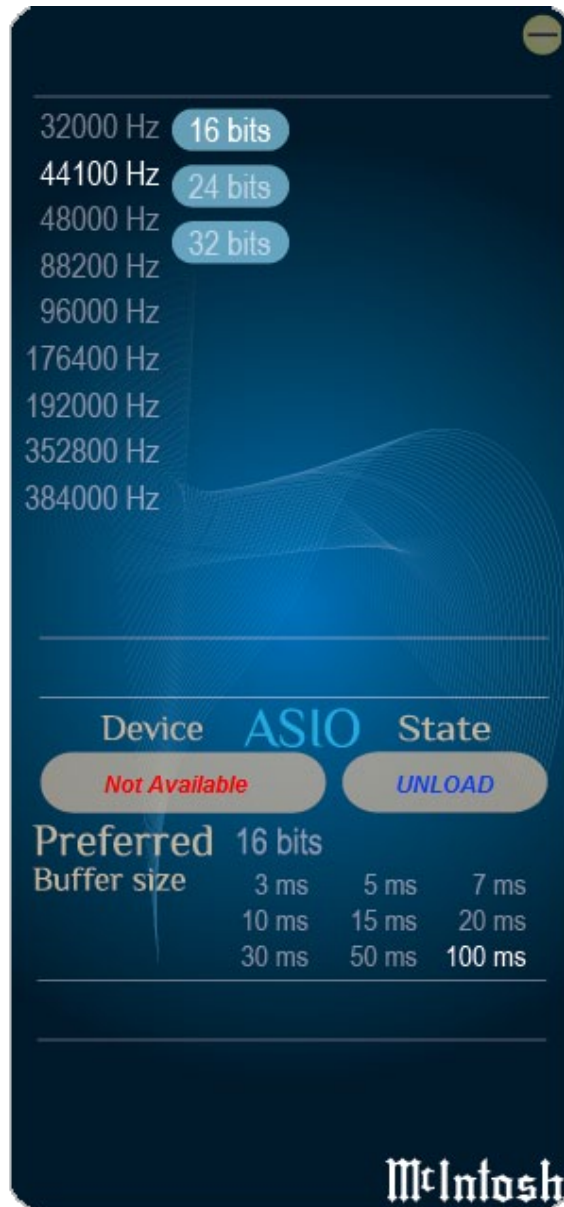 32000 Hz 16 bits
44100 Hz 24 bits
48000 Hz 32 bits
88200 Hz
96000 Hz
176400 Hz
192000 Hz
352800 Hz
384000 Hz
Device ASIO State
Not Available UNLOAD
Preferred 16 bits
Buffer size 3 ms 5 ms 7 ms
10 ms 15 ms 20 ms
30 ms 50 ms 100 ms
McIntosh